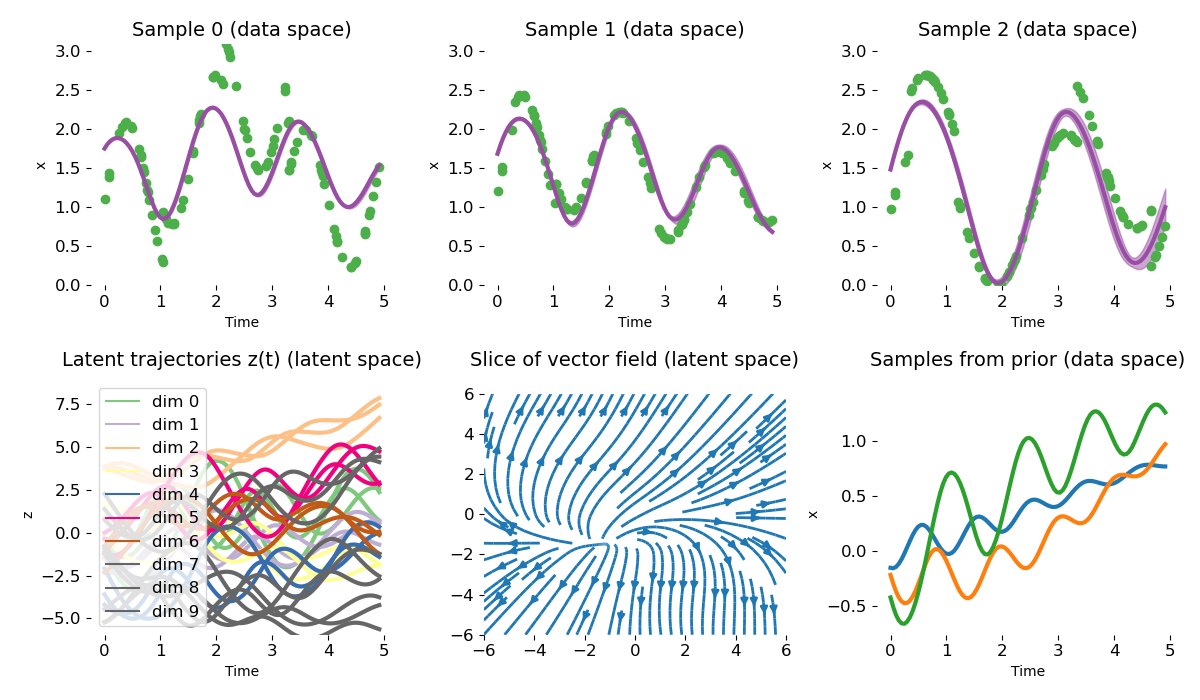 Sample 0 (data space)
3.0
2.5
2.0
1.5
1.0
0.5
0.0
x
0 1 2 3 4 5
Time
Sample 1 (data space)
3.0
2.5
2.0
1.5
1.0
0.5
0.0
x
0 1 2 3 4 5
Time
Sample 2 (data space)
3.0
2.5
2.0
1.5
1.0
0.5
0.0
x
0 1 2 3 4 5
Time
Latent trajectories z(t) (latent space)
7.5
5.0
2.5
0.0
−2.5
−5.0
z
dim 0
dim 1
dim 2
dim 3
dim 4
dim 5
dim 6
dim 7
dim 8
dim 9
0 1 2 3 4 5
Time
Slice of vector field (latent space)
6
4
2
0
−2
−4
−6
−6 −4 −2 0 2 4 6
Samples from prior (data space)
1.0
0.5
0.0
−0.5
x
0 1 2 3 4 5
Time